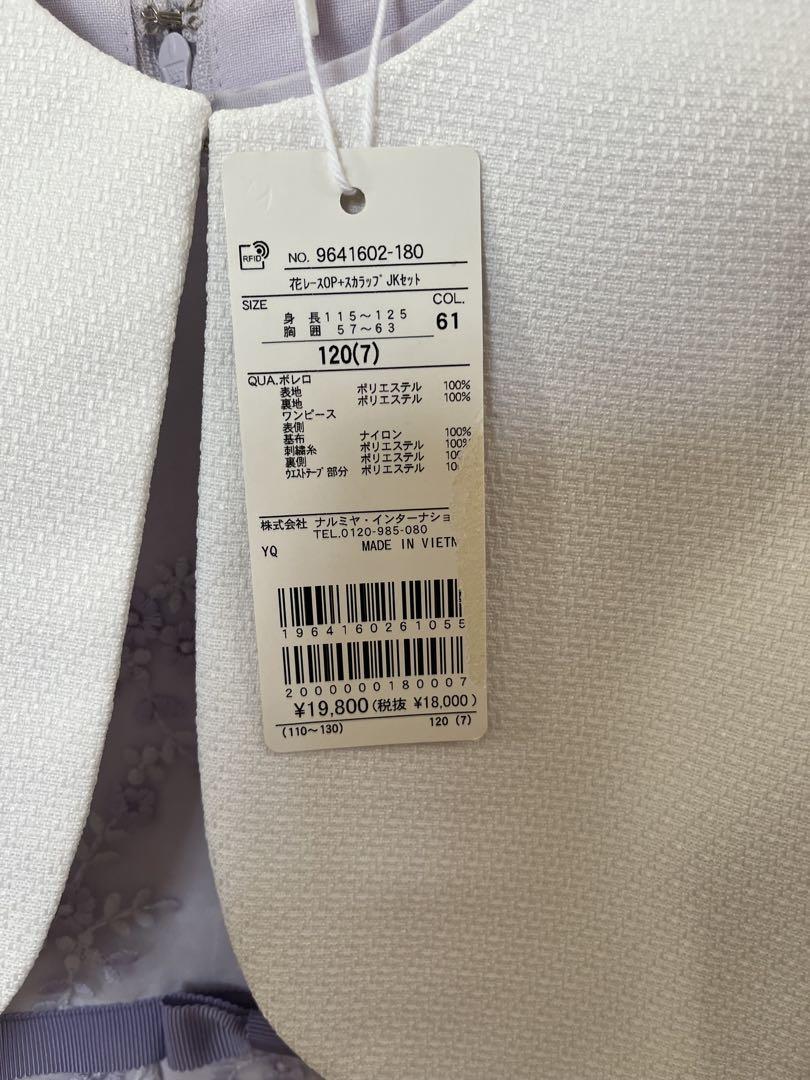 RFID
NO. 9641602-180
花レースOP+スカラップJKセット
SIZE
COL.
身 長 115〜125
胸 囲 57〜63
61
120(7)
QUA.ボレロ
表地 ポリエステル 100%
裏地 ポリエステル 100%
ワンピース
表側
基布 ナイロン 100%
刺繍糸 ポリエステル 100%
裏側 ポリエステル 10
ウエストテープ部分 ポリエステル 10
株式会社 ナルミヤ・インターナショ
TEL.0120-985-080
YQ MADE IN VIETN
1964160261055
2000000180007
¥19,800(税抜 ¥18,000)
(110〜130) 120 (7)